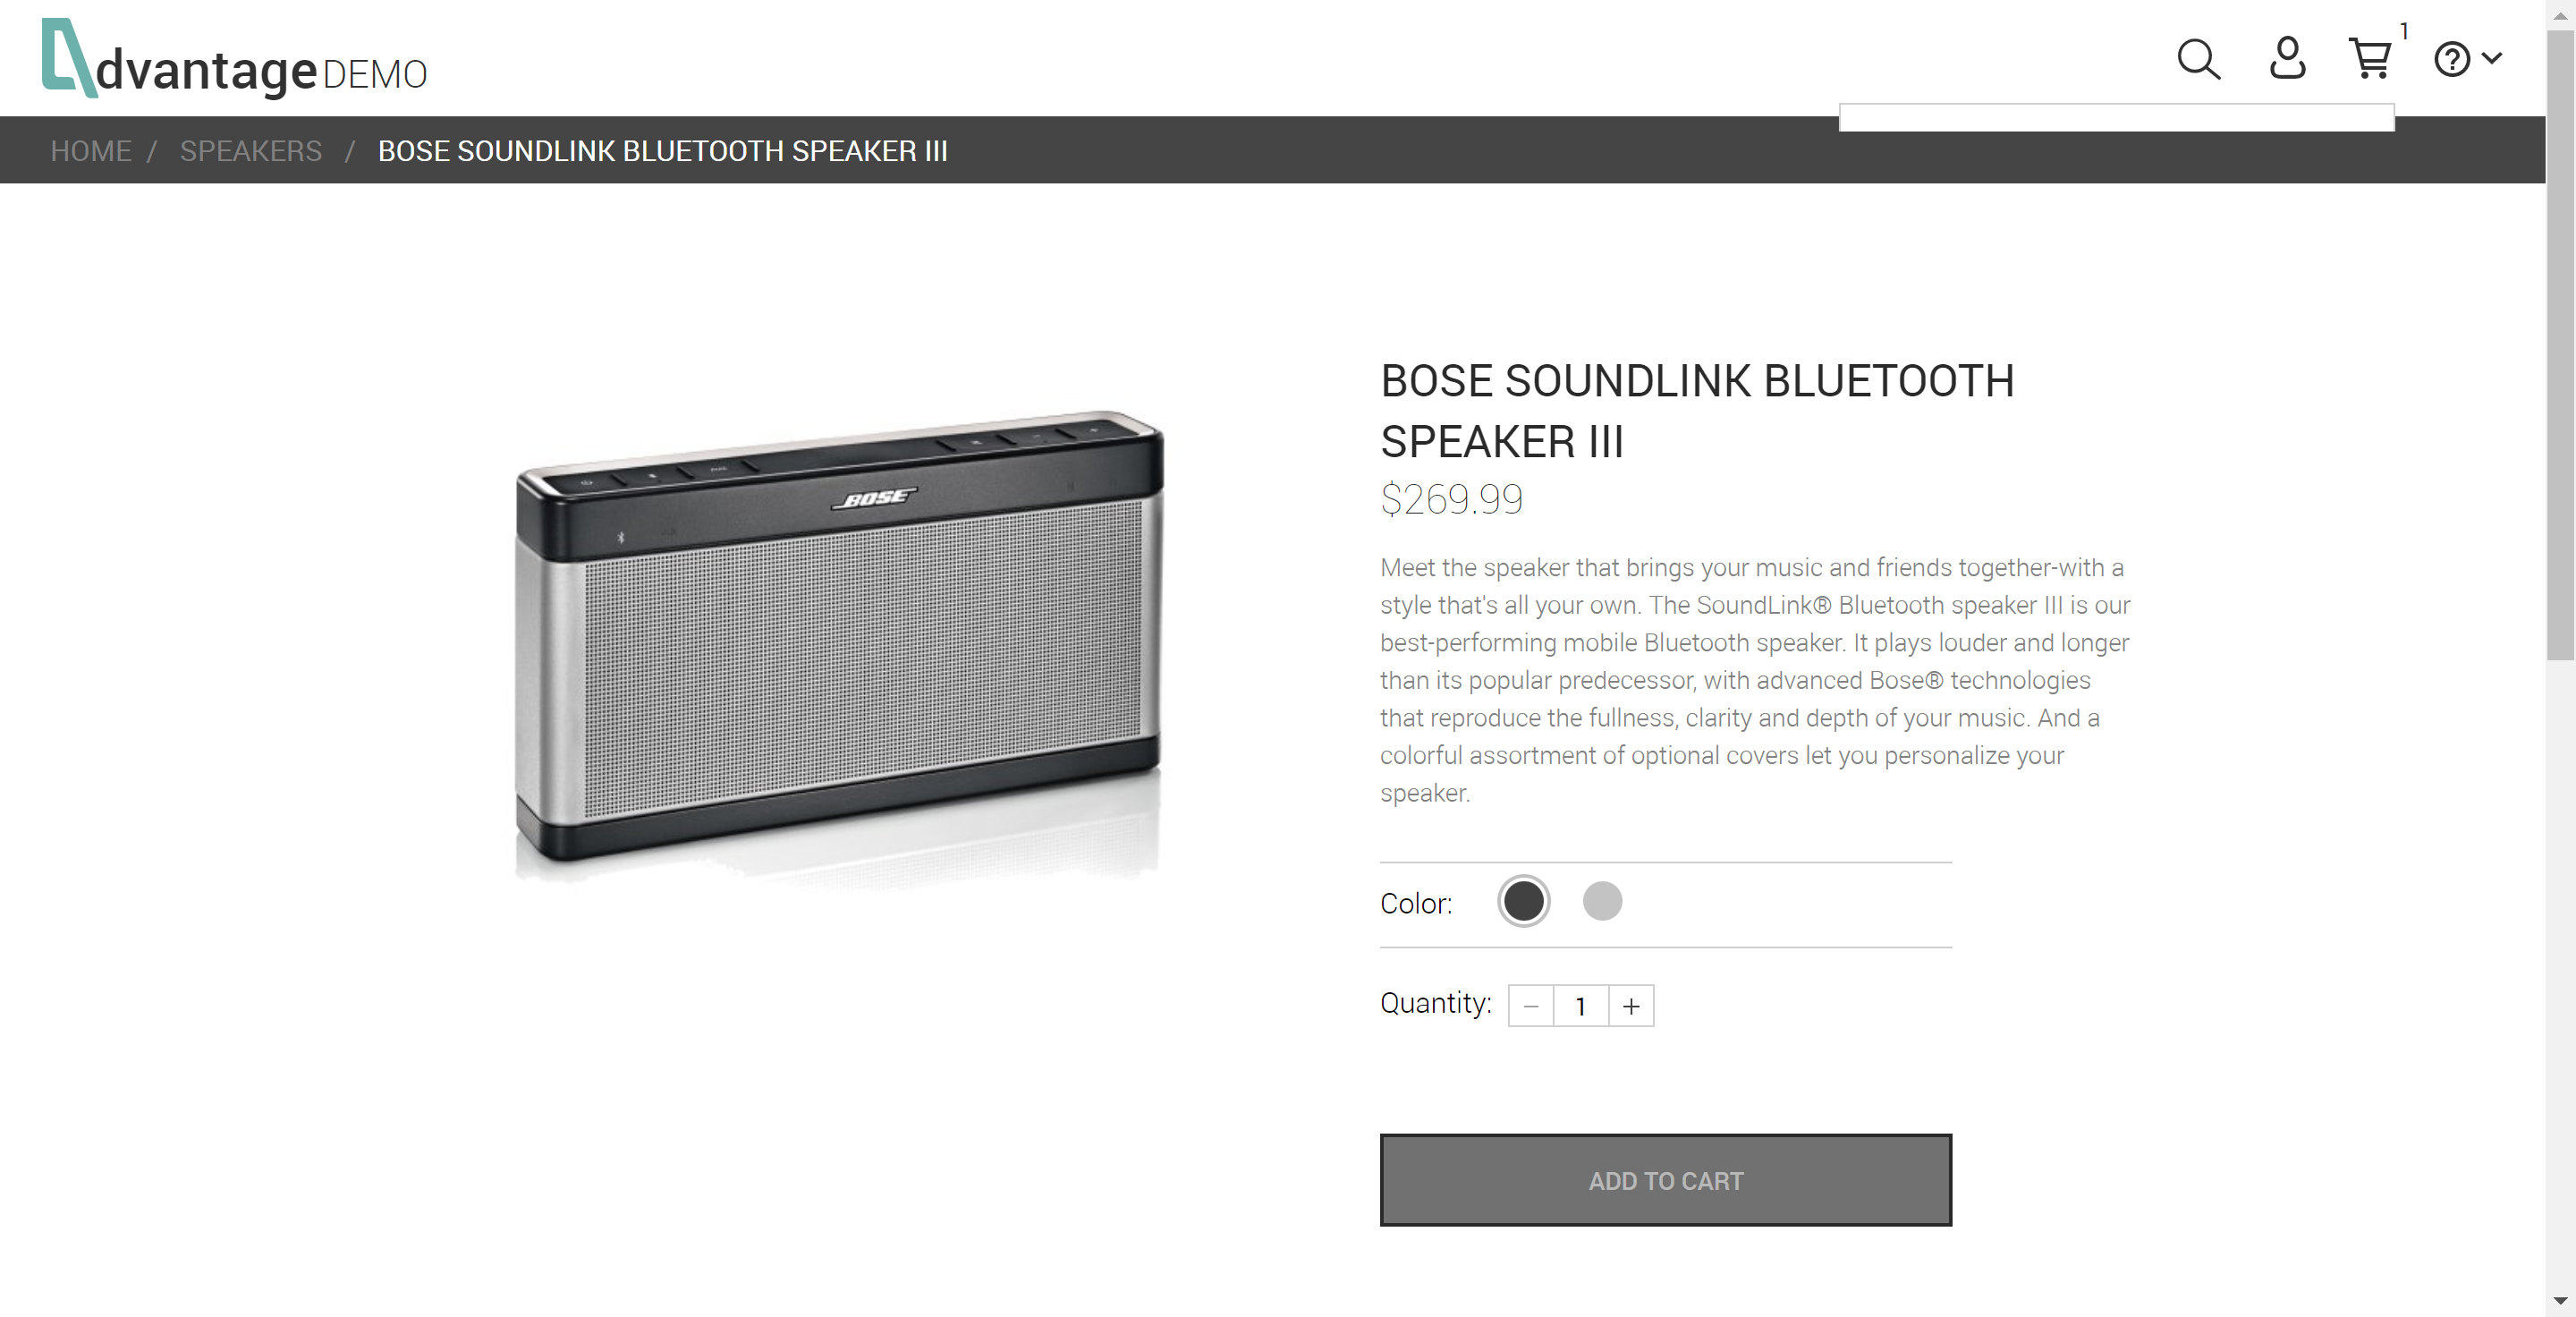 dvantage DEMO
1
HOME / SPEAKERS / BOSE SOUNDLINK BLUETOOTH SPEAKER III
BOSE
BOSE SOUNDLINK BLUETOOTH
SPEAKER III
$269.99
Meet the speaker that brings your music and friends together-with a
style that's all your own. The SoundLink® Bluetooth speaker III is our
best-performing mobile Bluetooth speaker. It plays louder and longer
than its popular predecessor, with advanced Bose® technologies
that reproduce the fullness, clarity and depth of your music. And a
colorful assortment of optional covers let you personalize your
speaker.
Color:
Quantity: − 1 +
ADD TO CART